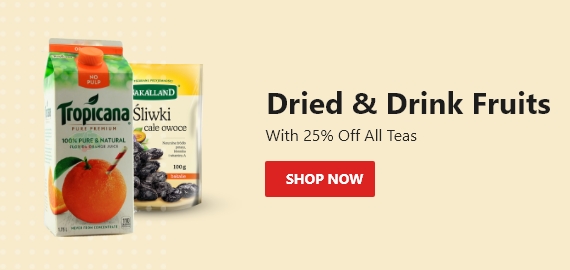 NO
PULP
Tropicana
PURE PREMIUM
100% PURE & NATURAL
BAKALLAND
Śliwki
całe owoce
100g
Dried & Drink Fruits
With 25% Off All Teas
SHOP NOW